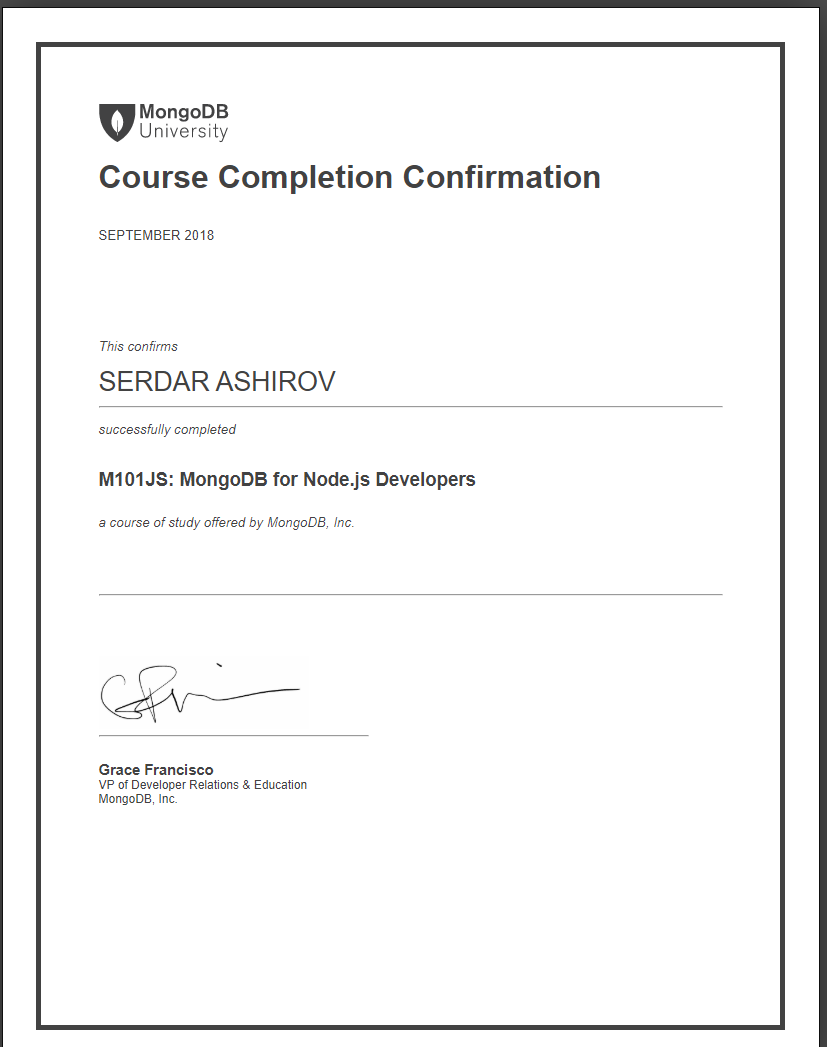 MongoDB
University
Course Completion Confirmation
SEPTEMBER 2018
This confirms
SERDAR ASHIROV
successfully completed
M101JS: MongoDB for Node.js Developers
a course of study offered by MongoDB, Inc.
Grace Francisco
VP of Developer Relations & Education
MongoDB, Inc.